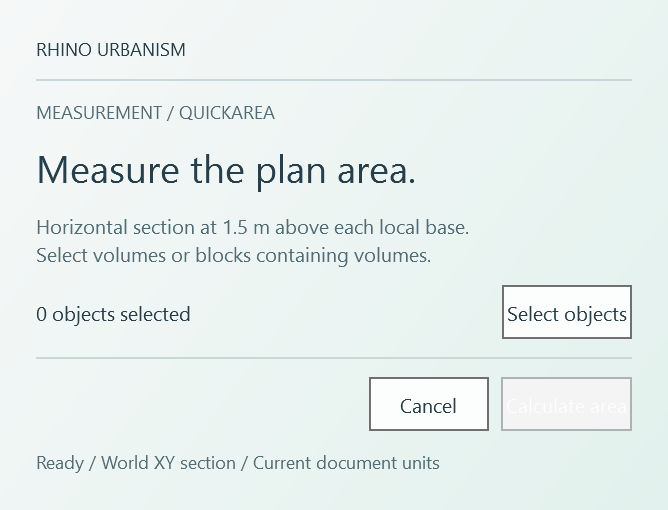 RHINO URBANISM
MEASUREMENT / QUICKAREA
Measure the plan area.
Horizontal section at 1.5 m above each local base.
Select volumes or blocks containing volumes.
0 objects selected
Select objects
Cancel
Calculate area
Ready / World XY section / Current document units